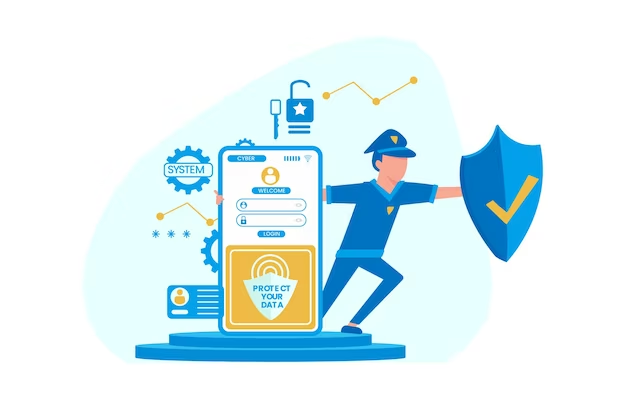 CYBER
SYSTEM
WELCOME
LOGIN
***
PROTECT
YOUR
DATA